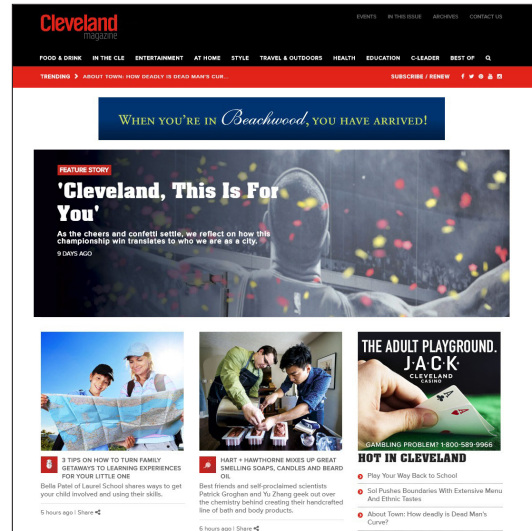 Cleveland
magazine
EVENTS IN THIS ISSUE ARCHIVES CONTACT US
FOOD & DRINK IN THE CLE ENTERTAINMENT AT HOME STYLE TRAVEL & OUTDOORS HEALTH EDUCATION C-LEADER BEST OF
TRENDING > ABOUT TOWN: HOW DEADLY IS DEAD MAN'S CUR...
SUBSCRIBE / RENEW
WHEN YOU'RE IN Beachwood, YOU HAVE ARRIVED!
FEATURE STORY
'Cleveland, This Is For
You'
As the cheers and confetti settle, we reflect on how this
championship win translates to who we are as a city.
9 DAYS AGO
3 TIPS ON HOW TO TURN FAMILY
GETAWAYS TO LEARNING EXPERIENCES
FOR YOUR LITTLE ONE
Bella Patel of Laurel School shares ways to get
your child involved and using their skills.
5 hours ago | Share
HART + HAWTHORNE MIXES UP GREAT
SMELLING SOAPS, CANDLES AND BEARD
OIL
Best friends and self-proclaimed scientists
Patrick Groghan and Yu Zhang geek out over
the chemistry behind creating their handcrafted
line of bath and body products.
6 hours ago | Share
THE ADULT PLAYGROUND.
J·A·C·K·
CLEVELAND
CASINO
A
A
GAMBLING PROBLEM? 1-800-589-9966
HOT IN CLEVELAND
Play Your Way Back to School
Sol Pushes Boundaries With Extensive Menu
And Ethnic Tastes
About Town: How deadly is Dead Man's
Curve?